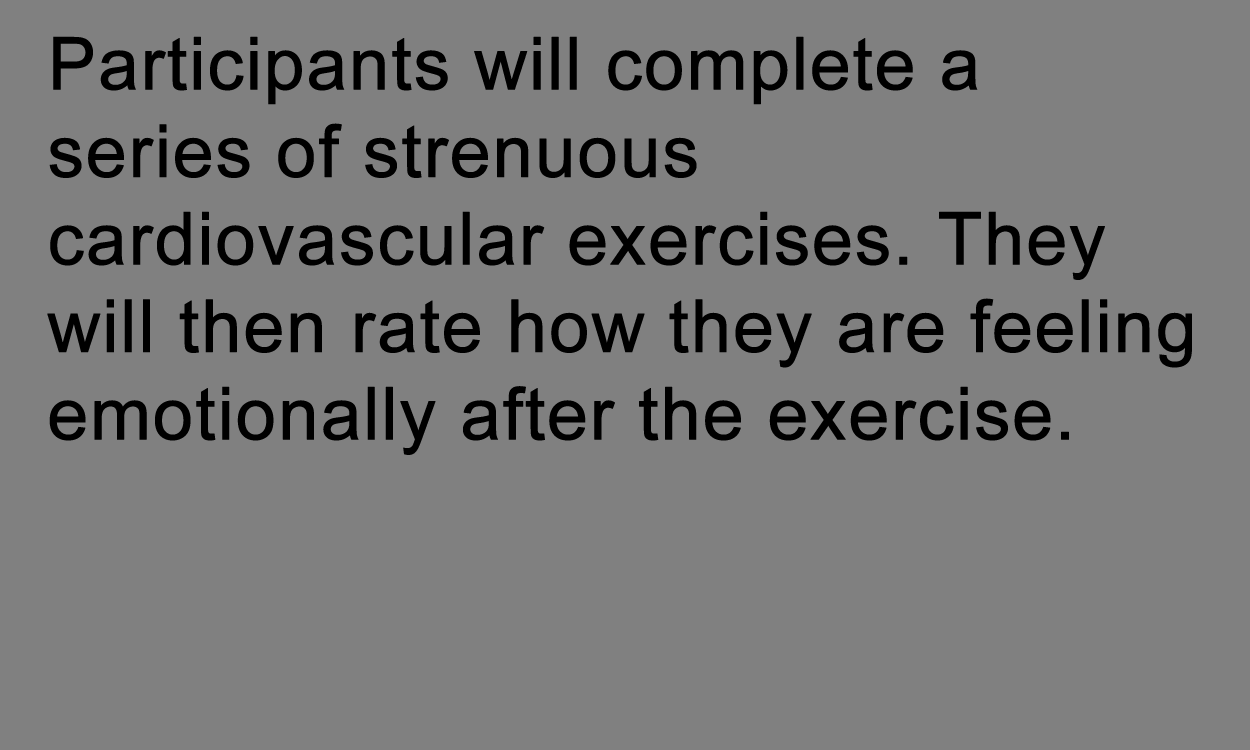 Participants will complete a
series of strenuous
cardiovascular exercises. They
will then rate how they are feeling
emotionally after the exercise.